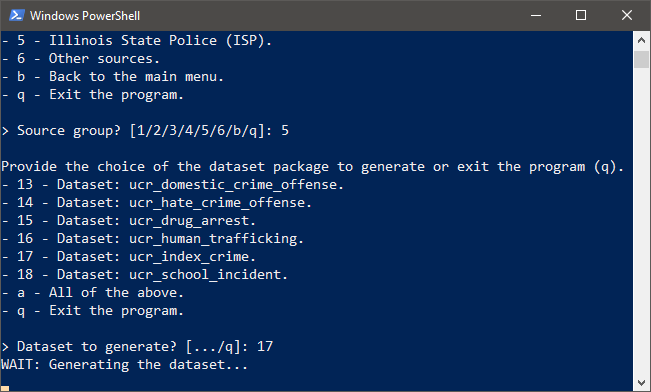 Windows PowerShell
- 5 - Illinois State Police (ISP).
- 6 - Other sources.
- b - Back to the main menu.
- q - Exit the program.
> Source group? [1/2/3/4/5/6/b/q]: 5
Provide the choice of the dataset package to generate or exit the program (q).
- 13 - Dataset: ucr_domestic_crime_offense.
- 14 - Dataset: ucr_hate_crime_offense.
- 15 - Dataset: ucr_drug_arrest.
- 16 - Dataset: ucr_human_trafficking.
- 17 - Dataset: ucr_index_crime.
- 18 - Dataset: ucr_school_incident.
- a - All of the above.
- q - Exit the program.
> Dataset to generate? [.../q]: 17
WAIT: Generating the dataset...